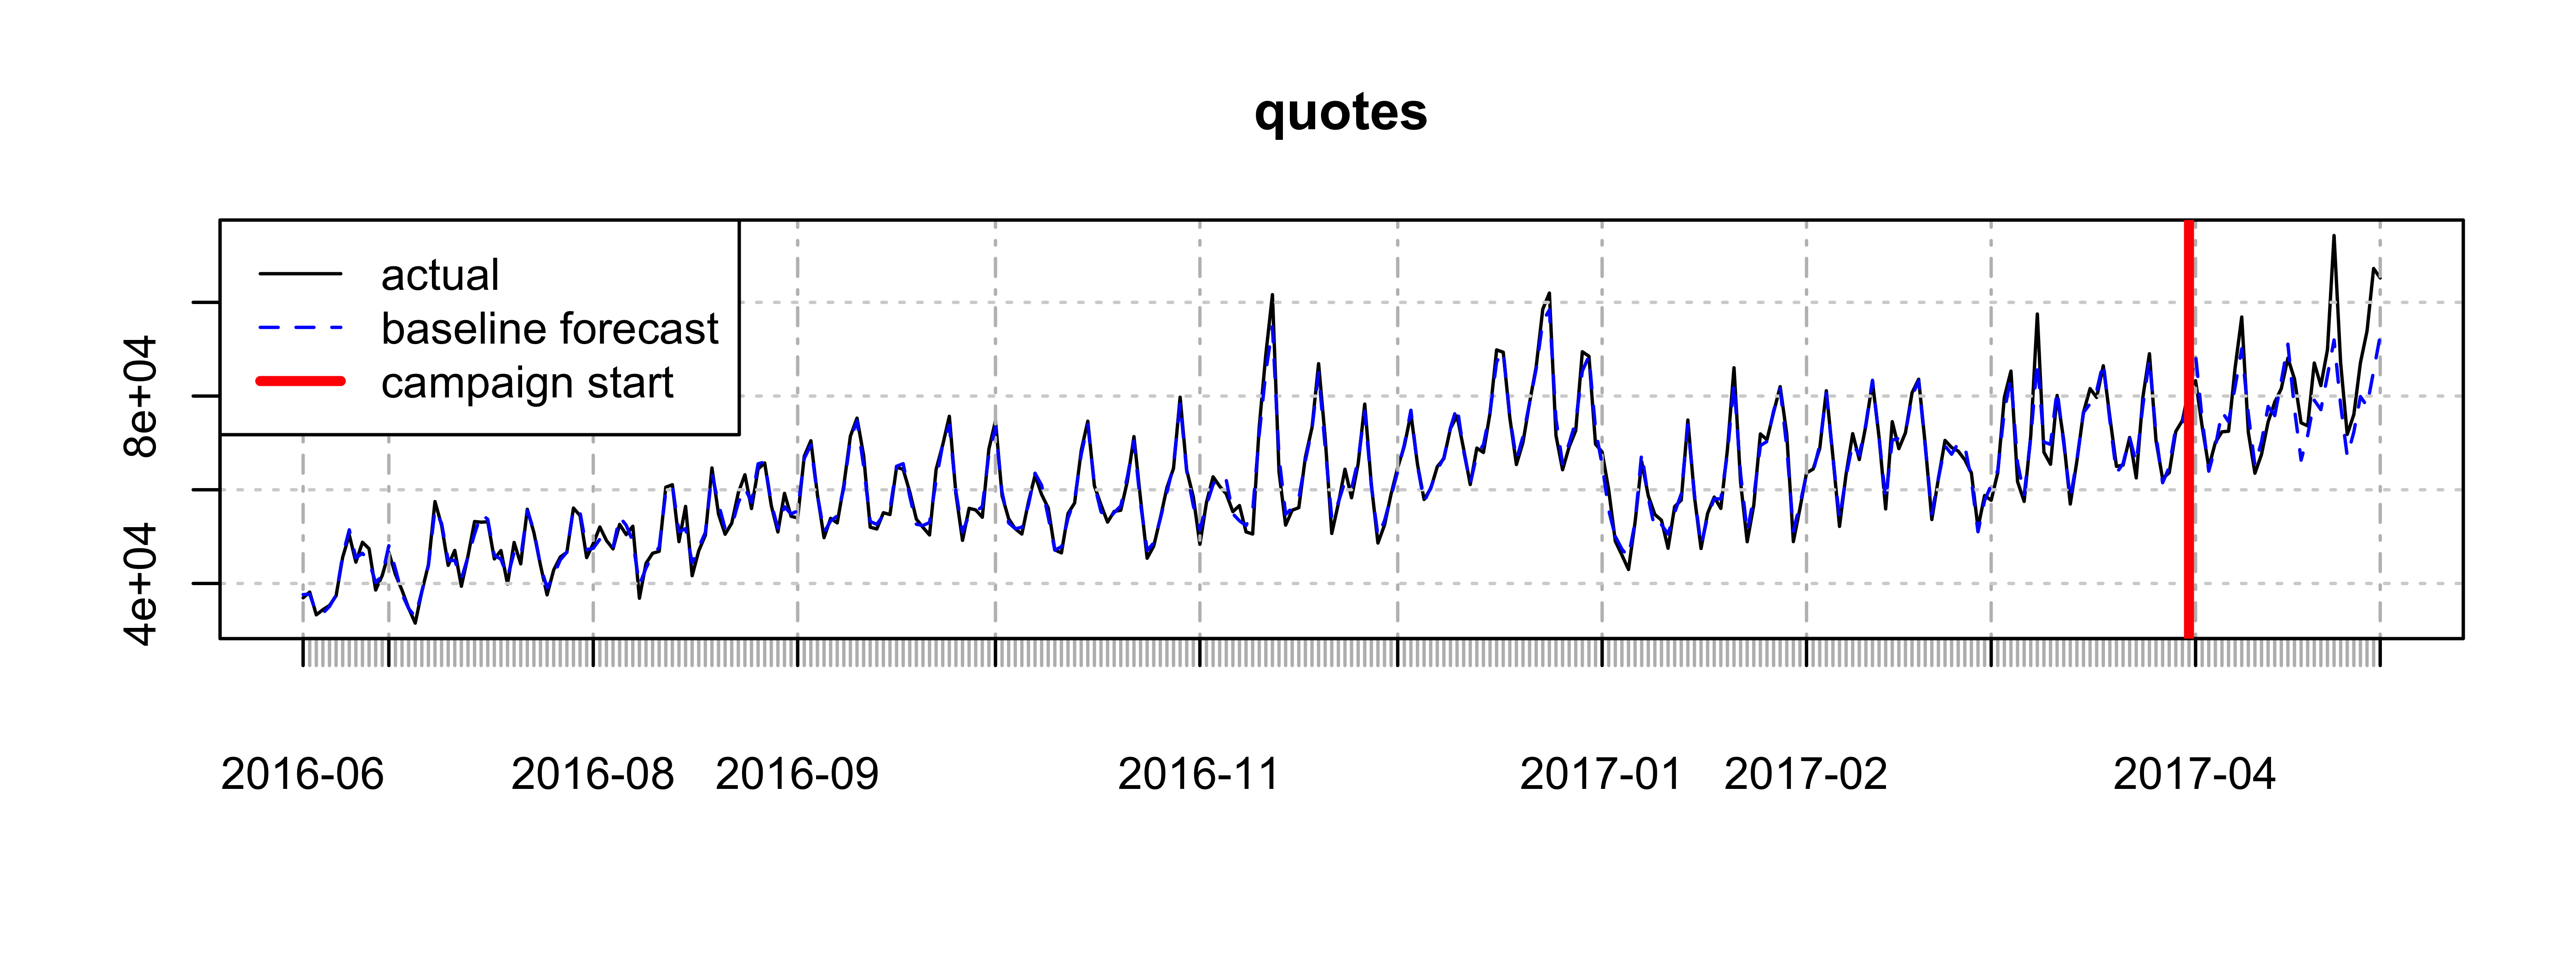 quotes
actual
baseline forecast
campaign start
8e+04
4e+04
2016-06 2016-08 2016-09 2016-11 2017-01 2017-02 2017-04